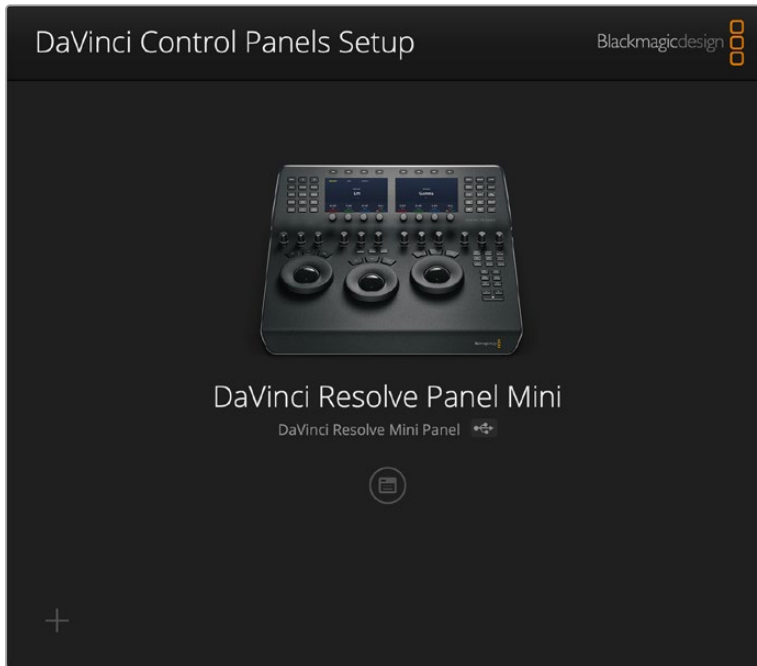 DaVinci Control Panels Setup
Blackmagicdesign
DaVinci Resolve Panel Mini
DaVinci Resolve Mini Panel